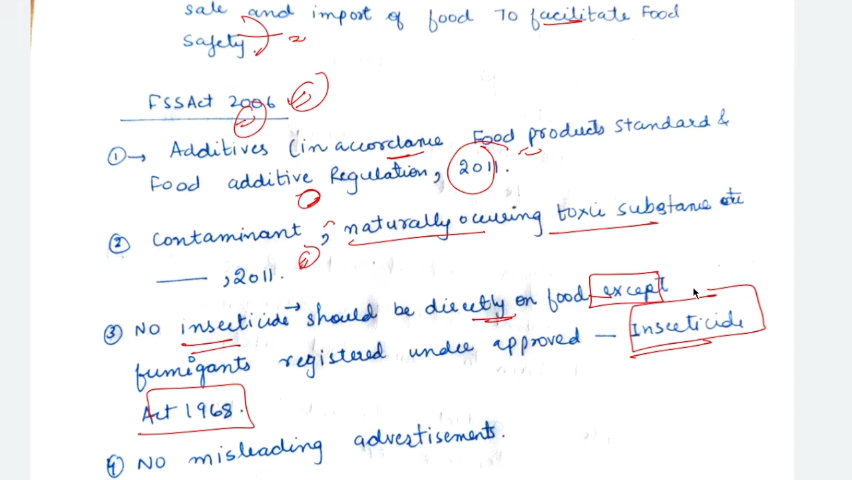 sale and import of food To facilitate Food
Safety.
FSSAct 2006
① → Additives (in accordance Food products standard &
Food additive Regulation, 2011.
② Contaminant, naturally occuring toxic substance etc
—— , 2011.
③ NO insecticide → should be directly on food except
fumigants registered under approved – Insecticide
Act 1968.
④ NO misleading advertisements.